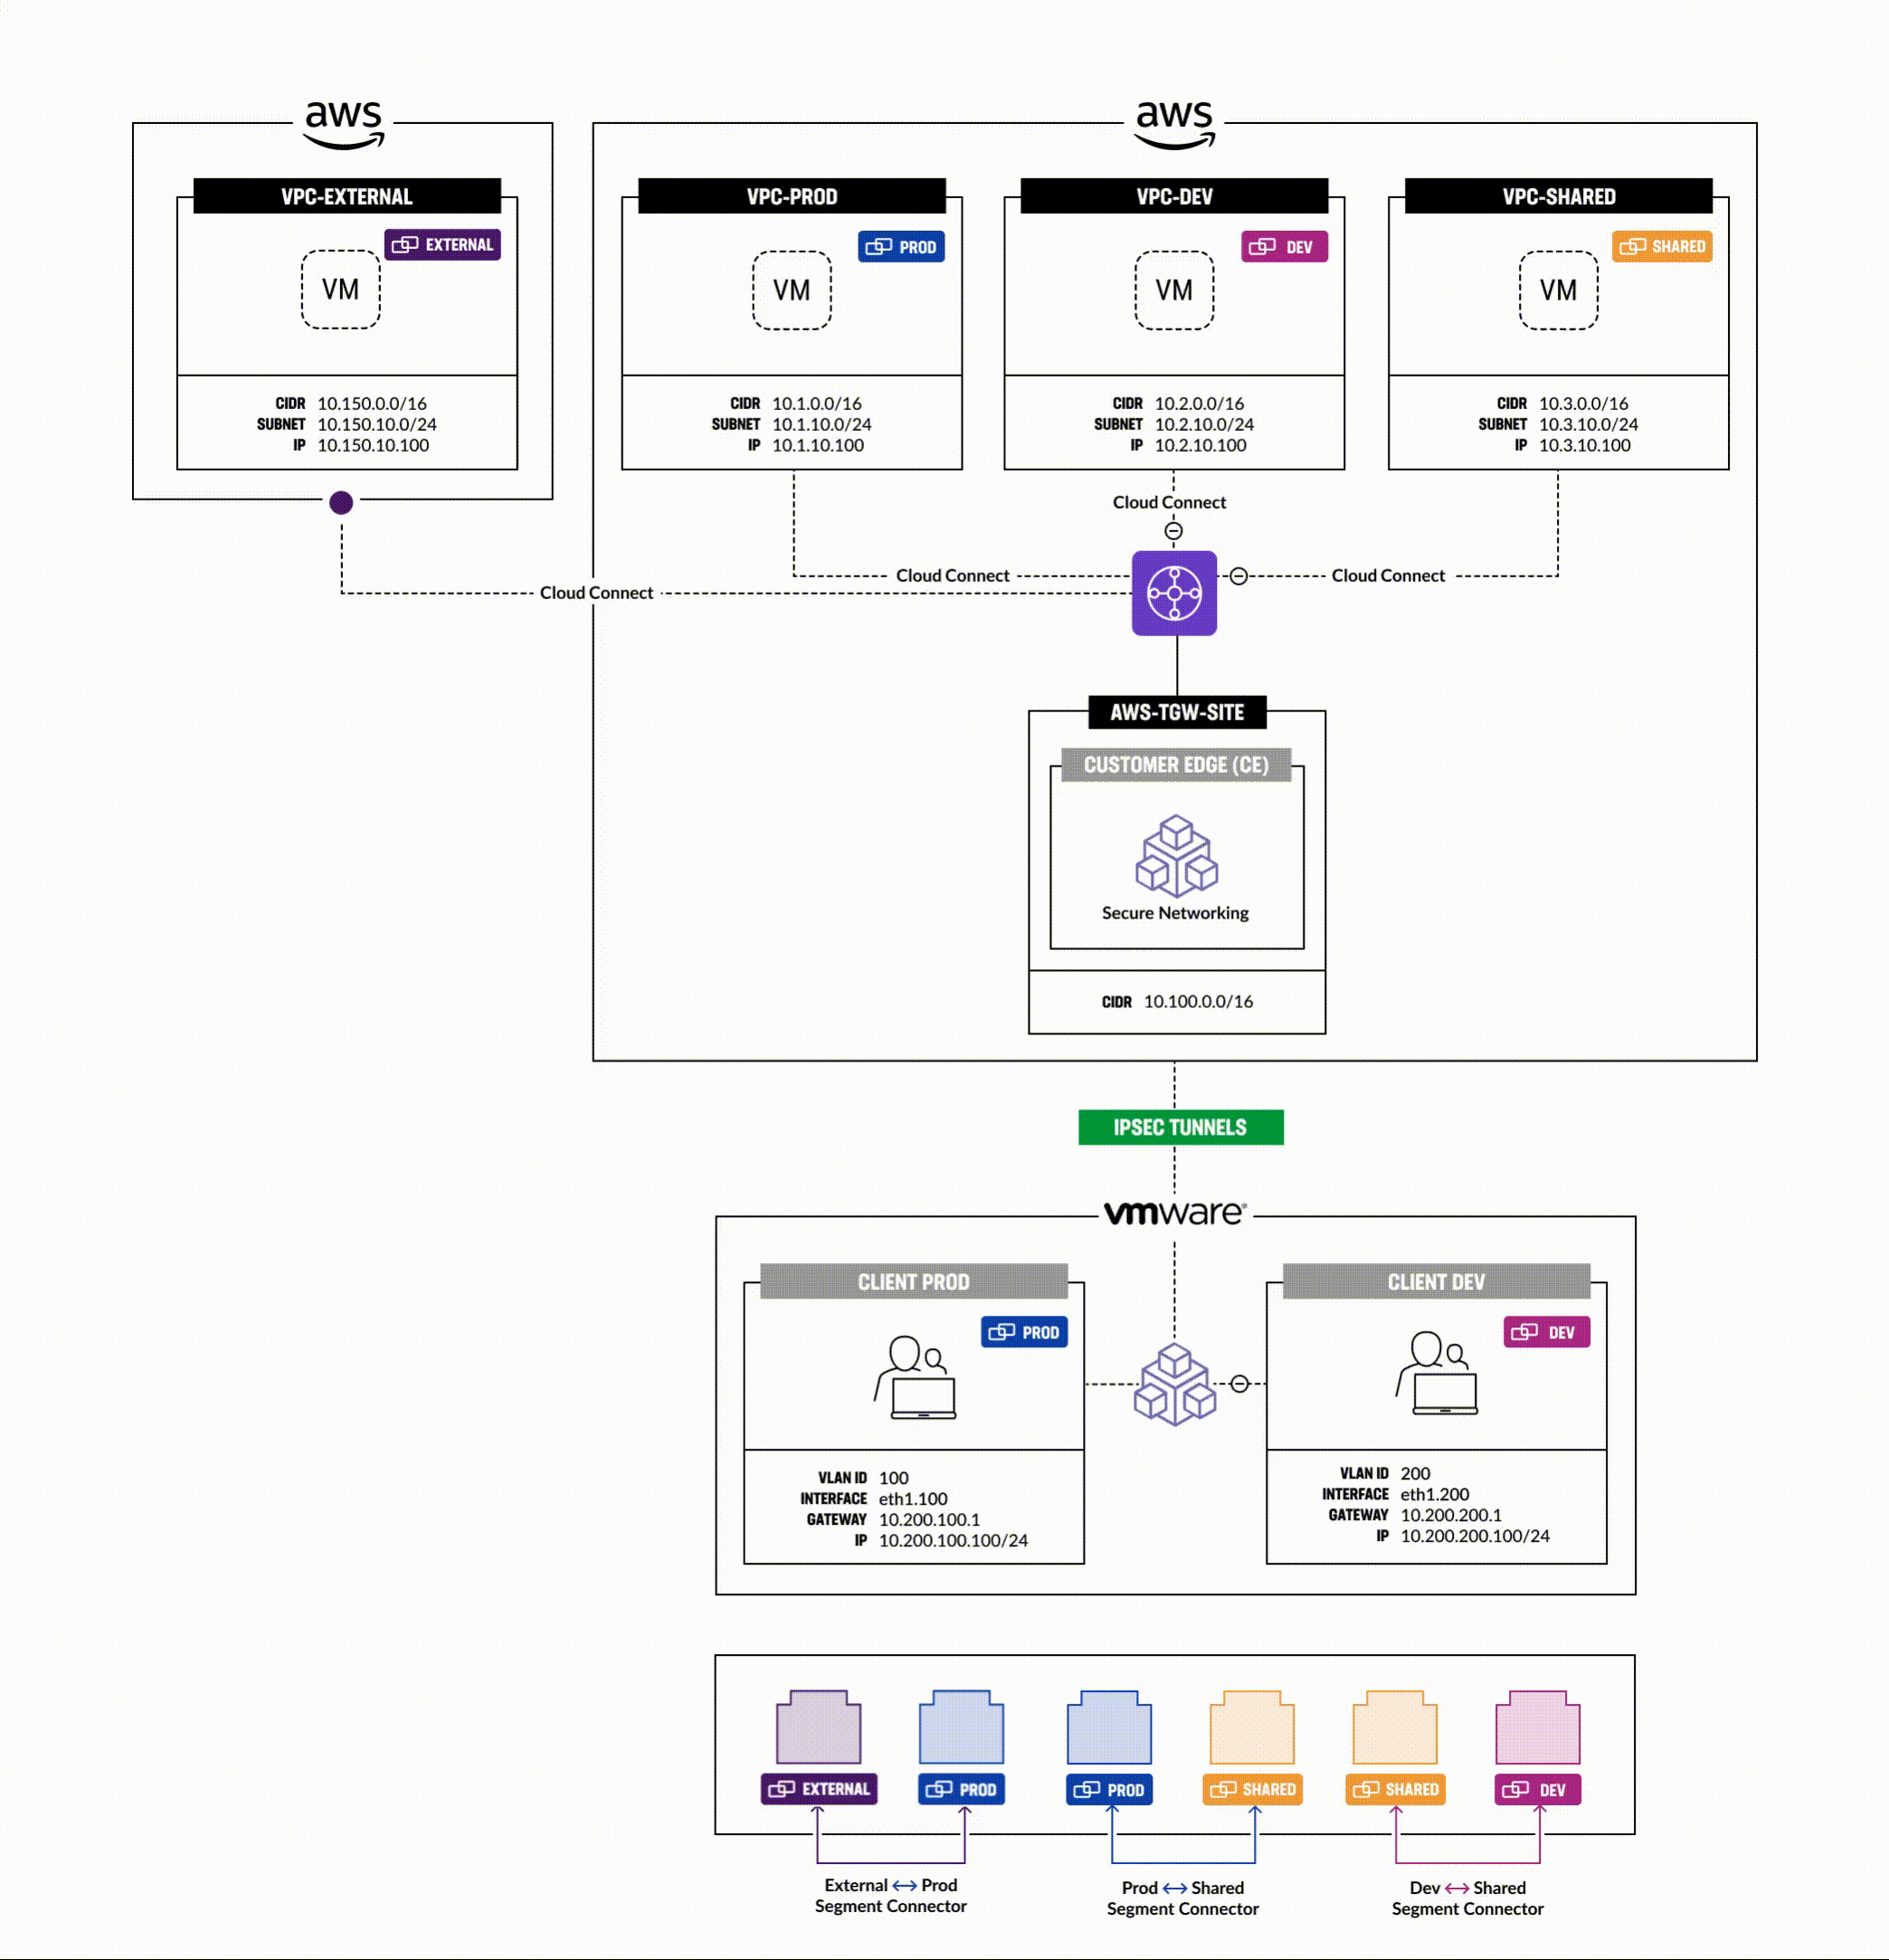 aws
aws
VPC-EXTERNAL
EXTERNAL
VM
CIDR 10.150.0.0/16
SUBNET 10.150.10.0/24
IP 10.150.10.100
VPC-PROD
PROD
VM
CIDR 10.1.0.0/16
SUBNET 10.1.10.0/24
IP 10.1.10.100
VPC-DEV
DEV
VM
CIDR 10.2.0.0/16
SUBNET 10.2.10.0/24
IP 10.2.10.100
VPC-SHARED
SHARED
VM
CIDR 10.3.0.0/16
SUBNET 10.3.10.0/24
IP 10.3.10.100
Cloud Connect
Cloud Connect
Cloud Connect
Cloud Connect
AWS-TGW-SITE
CUSTOMER EDGE (CE)
Secure Networking
CIDR 10.100.0.0/16
IPSEC TUNNELS
vmware®
CLIENT PROD
PROD
VLAN ID 100
INTERFACE eth1.100
GATEWAY 10.200.100.1
IP 10.200.100.100/24
CLIENT DEV
DEV
VLAN ID 200
INTERFACE eth1.200
GATEWAY 10.200.200.1
IP 10.200.200.100/24
EXTERNAL
PROD
PROD
SHARED
SHARED
DEV
External ↔ Prod
Segment Connector
Prod ↔ Shared
Segment Connector
Dev ↔ Shared
Segment Connector